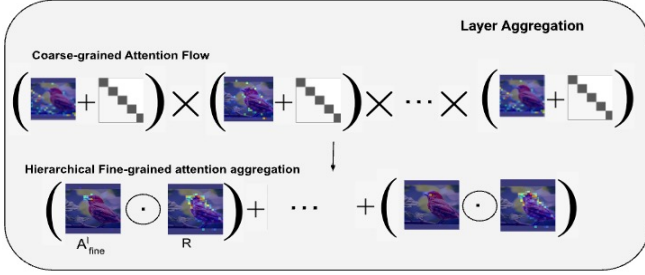 Layer Aggregation
Coarse-grained Attention Flow
( + ) × ( + ) × ··· × ( + )
Hierarchical Fine-grained attention aggregation
( ⊙ ) + ··· + ( ⊙ )
A^l_fine R